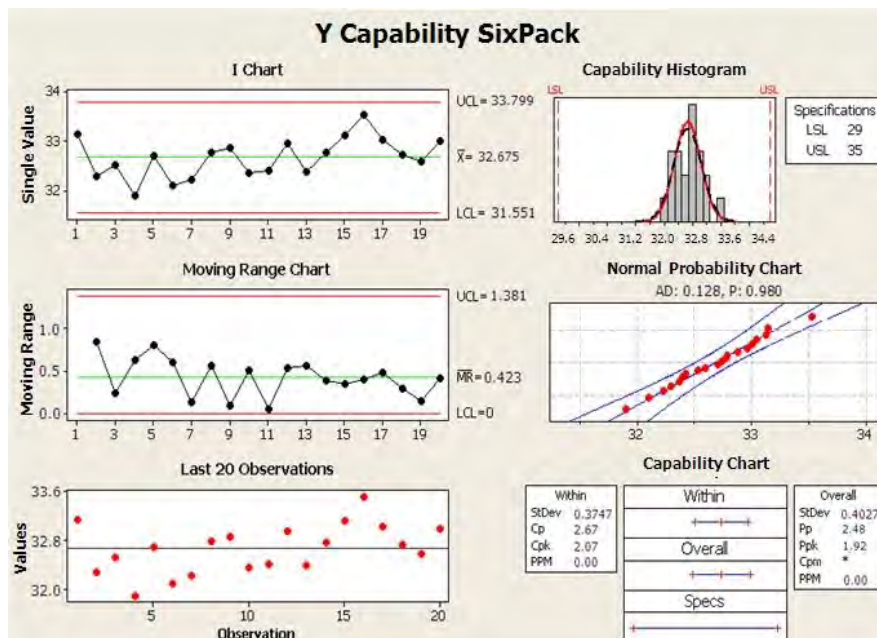 Y Capability SixPack
I Chart
Single Value
34
33
32
1 3 5 7 9 11 13 15 17 19
UCL= 33.799
X̅= 32.675
LCL= 31.551
Capability Histogram
LSL USL
29.6 30.4 31.2 32.0 32.8 33.6 34.4
Specifications
LSL 29
USL 35
Moving Range Chart
Moving Range
1.0
0.5
0.0
1 3 5 7 9 11 13 15 17 19
UCL= 1.381
M̅R̅=0.423
LCL=0
Normal Probability Chart
AD: 0.128, P: 0.980
32 33 34
Last 20 Observations
Values
33.6
32.8
32.0
5 10 15 20
Observation
Capability Chart
Within
StDev 0.3747
Cp 2.67
Cpk 2.07
PPM 0.00
Within
Overall
Specs
Overall
StDev 0.4027
Pp 2.48
Ppk 1.92
Cpm *
PPM 0.00